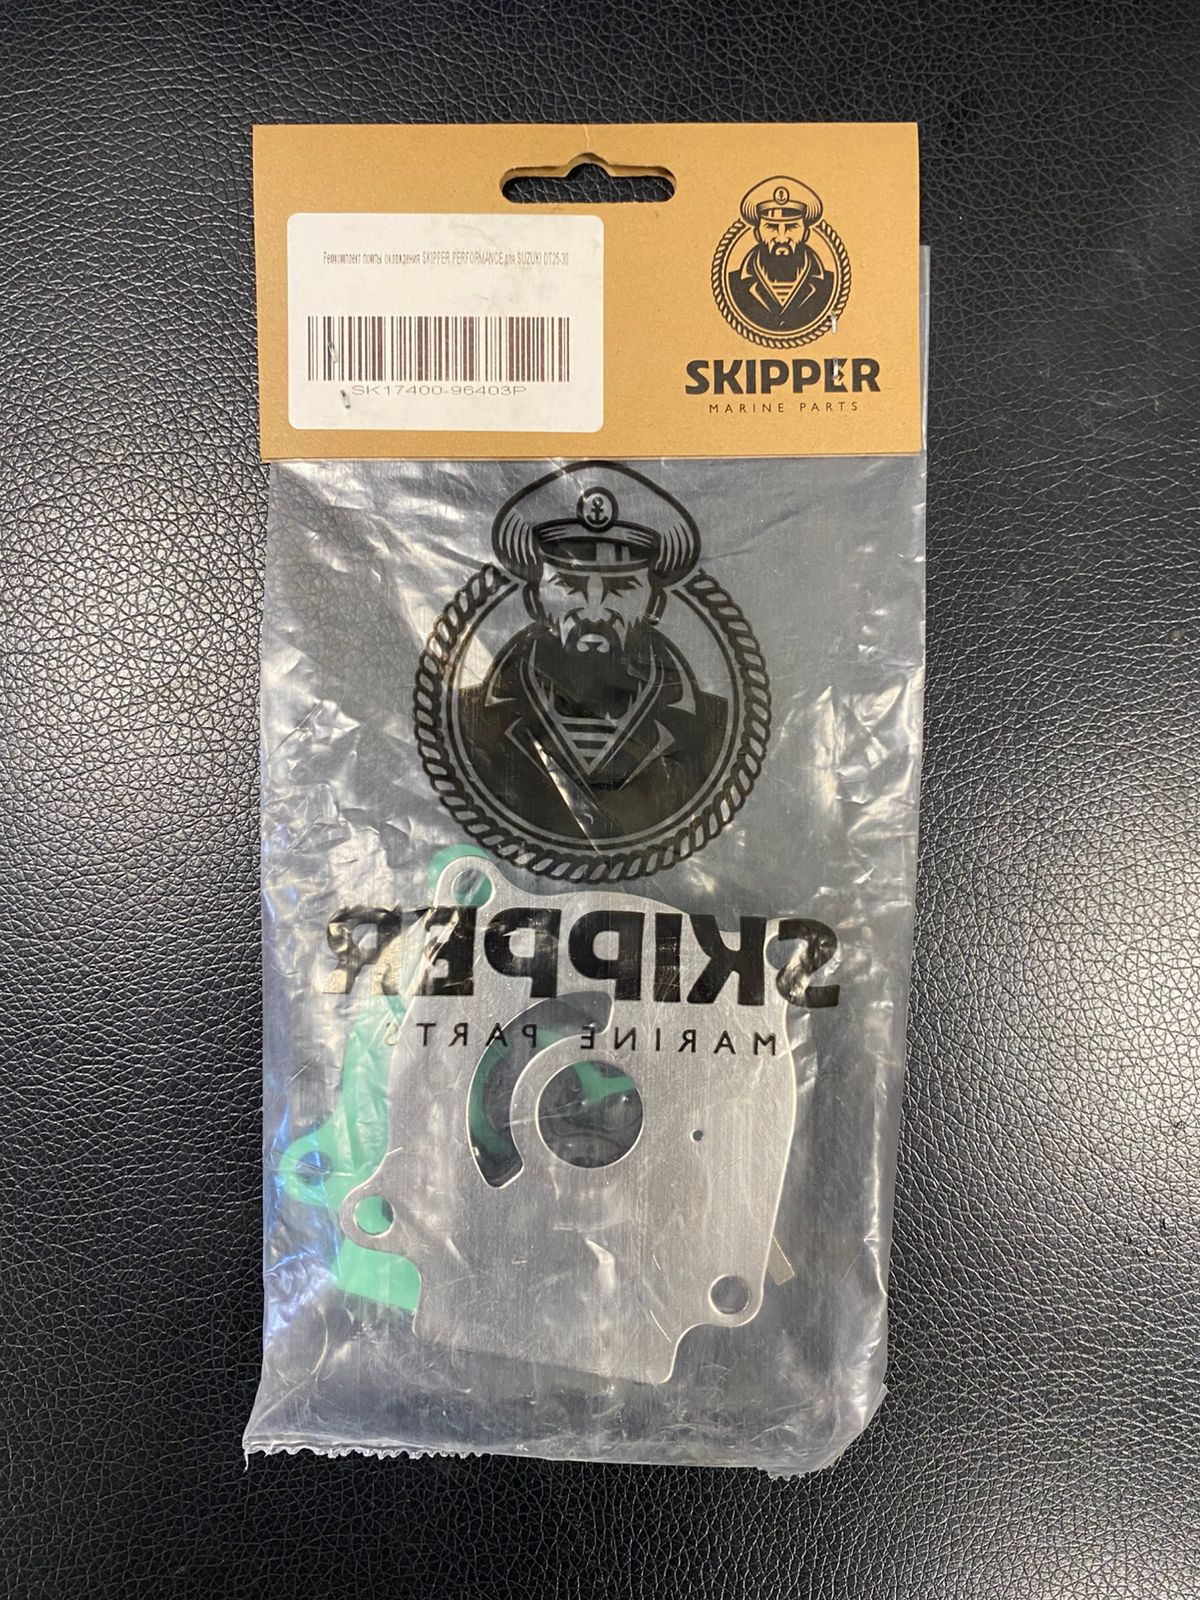 Ремкомплект помпы охлаждения SKIPPER PERFORMANCE для SUZUKI DT25-30
SK17400-96403P
SKIPPER
MARINE PARTS
SKIPPER
MARINE PARTS